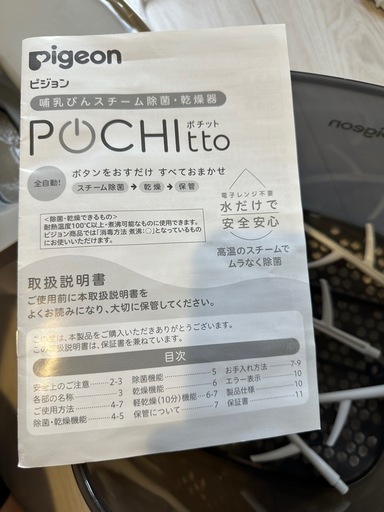 pigeon
ピジョン
哺乳びんスチーム除菌・乾燥器
POCHItto
ポチット
全自動!
ボタンをおすだけ すべておまかせ
スチーム除菌 → 乾燥 → 保管
電子レンジ不要
水だけで
安全安心
高温のスチームで
ムラなく除菌
<除菌・乾燥できるもの>
耐熱温度100℃以上・煮沸可能なものに使用できます。
ピジョン商品では「消毒方法 煮沸:○」となっているもの
にお使いいただけます。
取扱説明書
ご使用前に本取扱説明書を
よくお読みになり、大切に保管してください。
この度は、本製品をご購入いただきありがとうございます。
この取扱説明書は、保証書を兼ねています。
目次
安全上のご注意 2-3
各部の名称 3
ご使用方法 4-7
除菌・乾燥機能 4-5
除菌機能 5
乾燥機能 6
軽乾燥(10分)機能 6-7
保管について 7
お手入れ方法 7-9
エラー表示 10
製品仕様 10
保証書 11
pigeon